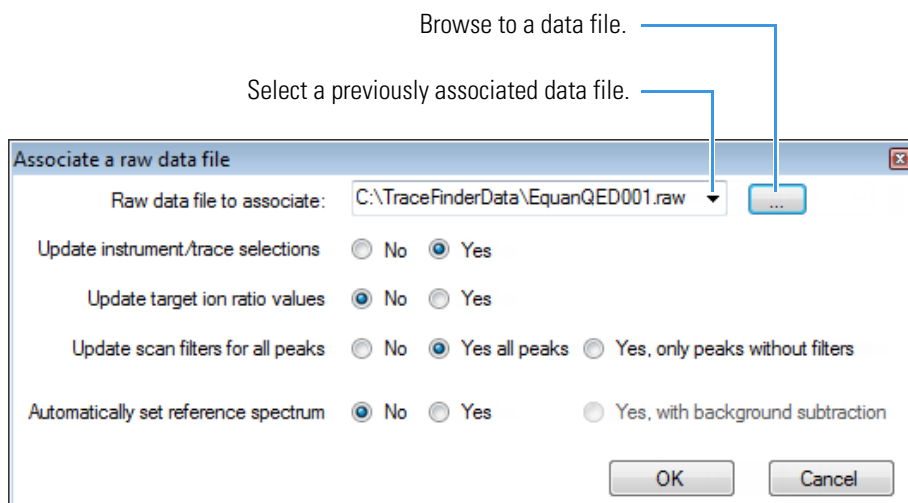 Browse to a data file.
Select a previously associated data file.
Associate a raw data file
Raw data file to associate: C:\TraceFinderData\EquanQED001.raw ...
Update instrument/trace selections No Yes
Update target ion ratio values No Yes
Update scan filters for all peaks No Yes all peaks Yes, only peaks without filters
Automatically set reference spectrum No Yes Yes, with background subtraction
OK Cancel